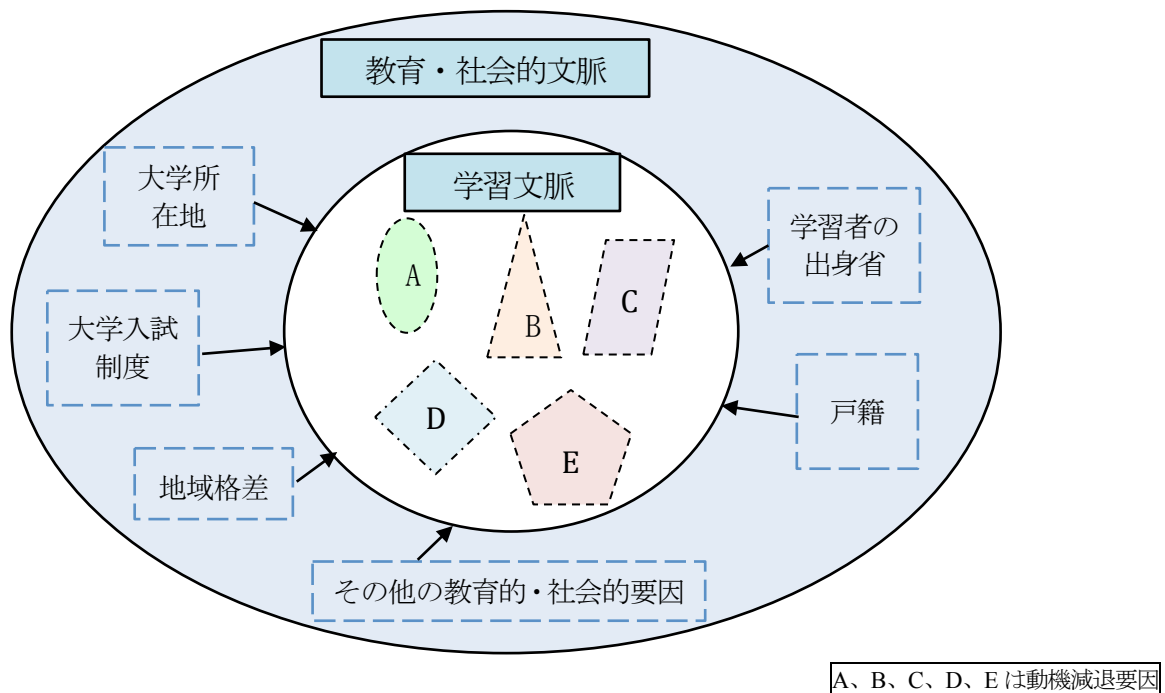 教育・社会的文脈
学習文脈
大学所
在地
学習者の
出身省
A
B
C
大学入試
制度
戸籍
D
E
地域格差
その他の教育的・社会的要因
A、B、C、D、E は動機減退要因